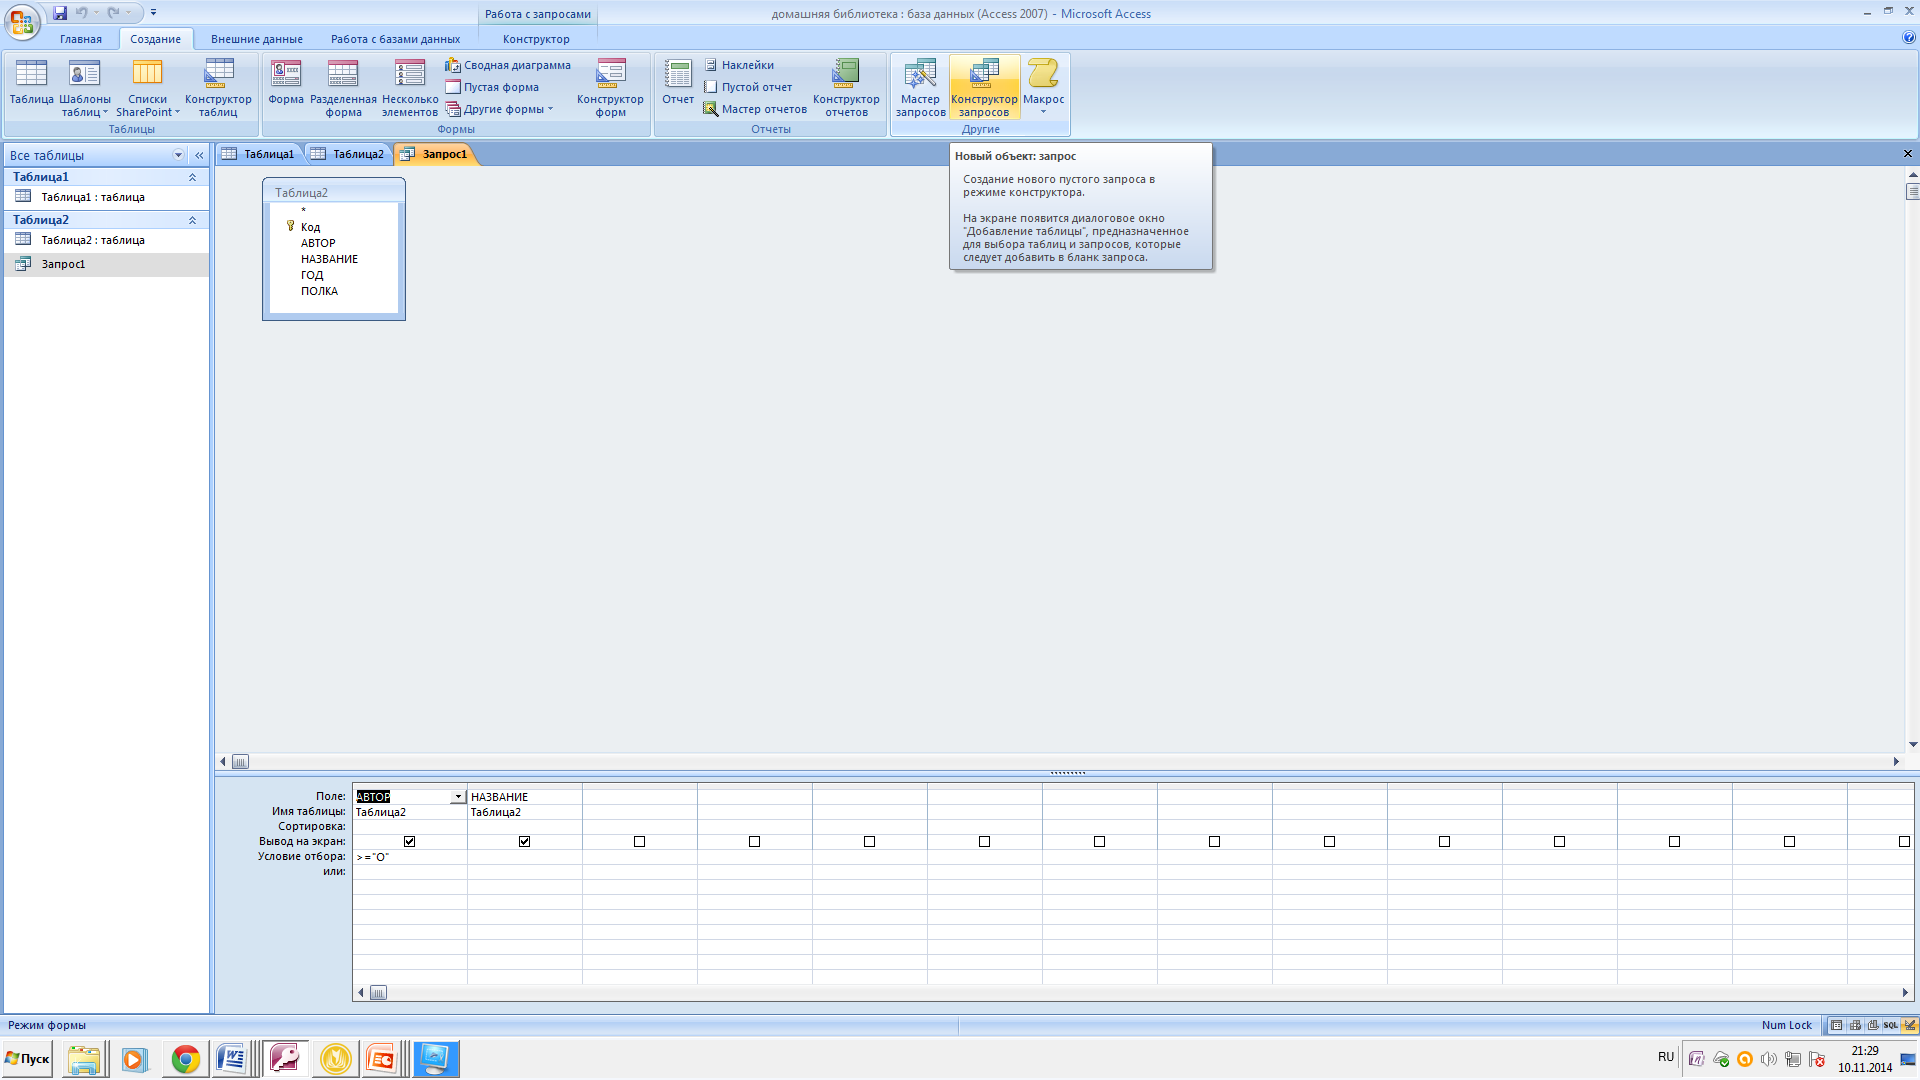 Работа с запросами
домашняя библиотека : база данных (Access 2007) - Microsoft Access
Главная
Создание
Внешние данные
Работа с базами данных
Конструктор
Таблица
Шаблоны таблиц
Списки SharePoint
Конструктор таблиц
Таблицы
Форма
Разделенная форма
Несколько элементов
Сводная диаграмма
Пустая форма
Другие формы
Конструктор форм
Формы
Отчет
Наклейки
Пустой отчет
Мастер отчетов
Конструктор отчетов
Отчеты
Мастер запросов
Конструктор запросов
Макрос
Другие
Все таблицы
Таблица1
Таблица1 : таблица
Таблица2
Таблица2 : таблица
Запрос1
Таблица1
Таблица2
Запрос1
Таблица2
*
Код
АВТОР
НАЗВАНИЕ
ГОД
ПОЛКА
Новый объект: запрос
Создание нового пустого запроса в
режиме конструктора.
На экране появится диалоговое окно
"Добавление таблицы", предназначенное
для выбора таблиц и запросов, которые
следует добавить в бланк запроса.
Поле: АВТОР НАЗВАНИЕ
Имя таблицы: Таблица2 Таблица2
Сортировка:
Вывод на экран:
Условие отбора: >="О"
или:
Режим формы
Num Lock
SQL
Пуск
RU
21:29
10.11.2014